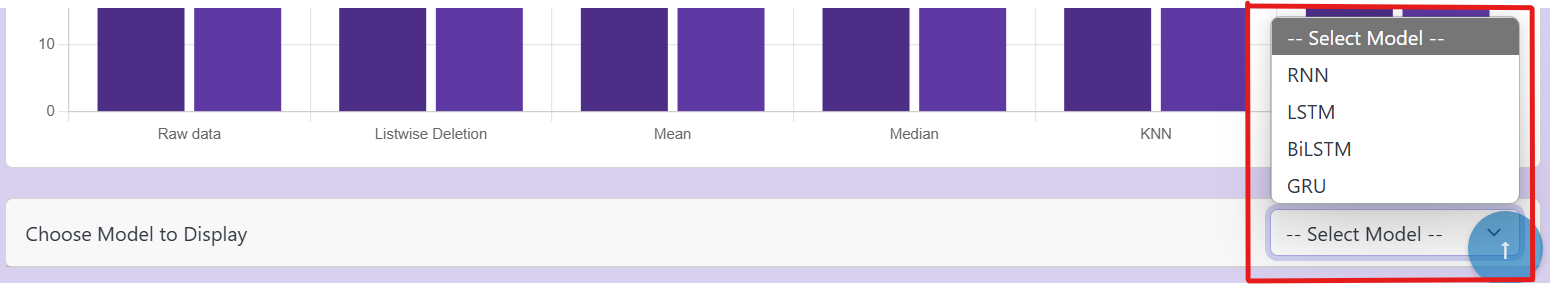 10
0
Raw data
Listwise Deletion
Mean
Median
KNN
-- Select Model --
RNN
LSTM
BiLSTM
GRU
Choose Model to Display
-- Select Model --
↑